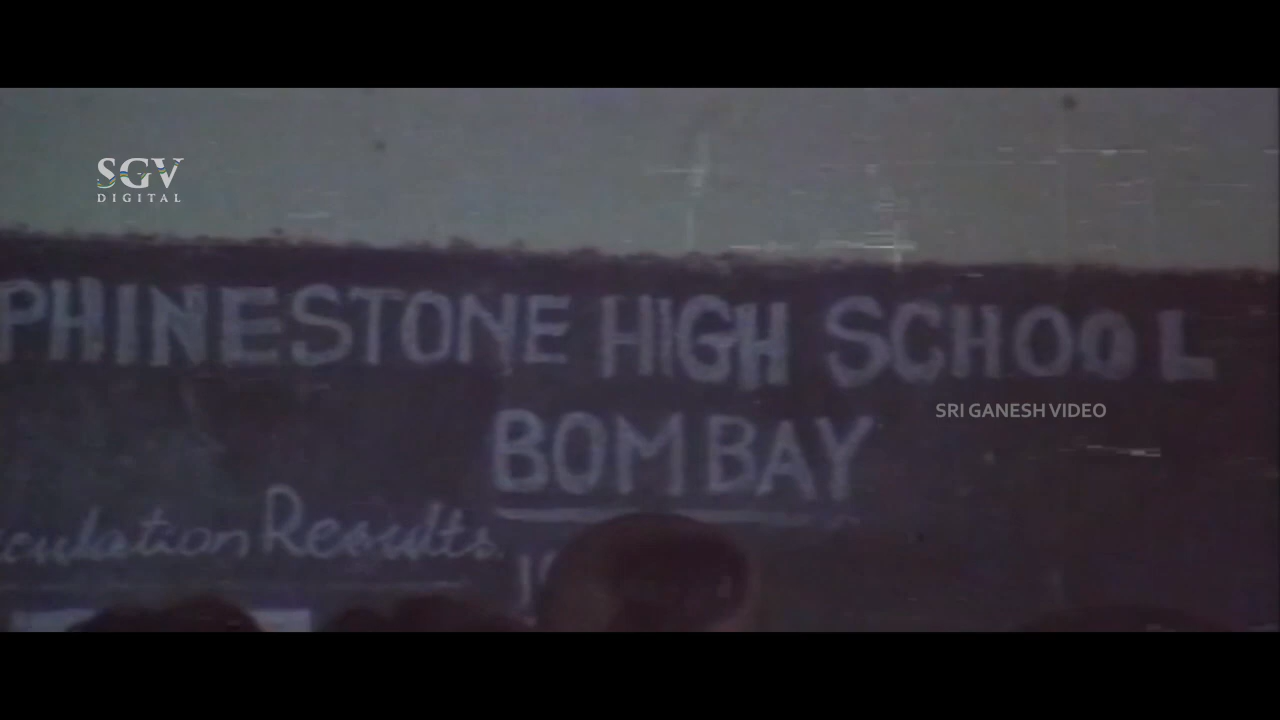 SGV
DIGITAL
PHINESTONE HIGH SCHOOL
SRI GANESH VIDEO
BOMBAY
Results